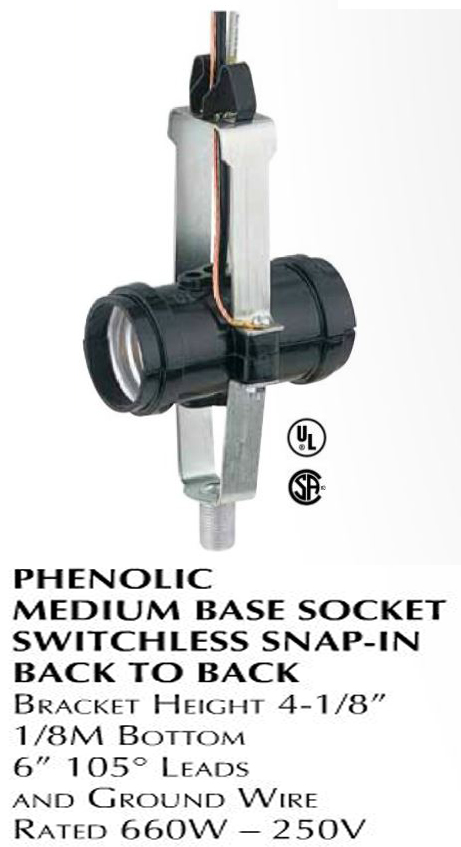 UL
SA
PHENOLIC
MEDIUM BASE SOCKET
SWITCHLESS SNAP-IN
BACK TO BACK
BRACKET HEIGHT 4-1/8″
1/8M BOTTOM
6″ 105° LEADS
AND GROUND WIRE
RATED 660W – 250V